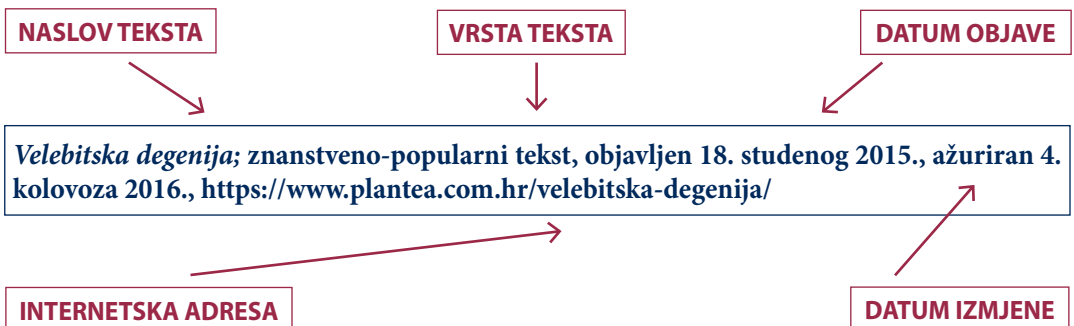 NASLOV TEKSTA
VRSTA TEKSTA
DATUM OBJAVE
Velebitska degenija; znanstveno-popularni tekst, objavljen 18. studenog 2015., ažuriran 4.
kolovoza 2016., https://www.plantea.com.hr/velebitska-degenija/
INTERNETSKA ADRESA
DATUM IZMJENE